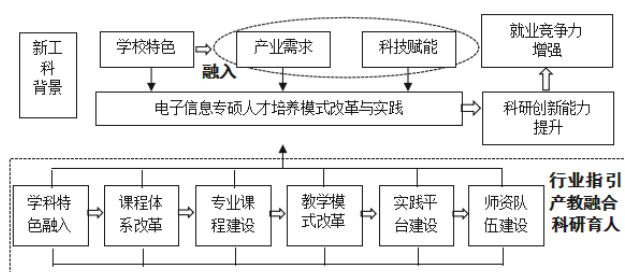 新工
科
背景
学校特色
融入
产业需求
科技赋能
就业竞争力
增强
电子信息专硕人才培养模式改革与实践
科研创新能力
提升
学科特
色融入
课程体
系改革
专业课
程建设
教学模
式改革
实践平
台建设
师资队
伍建设
行业指引
产教融合
科研育人